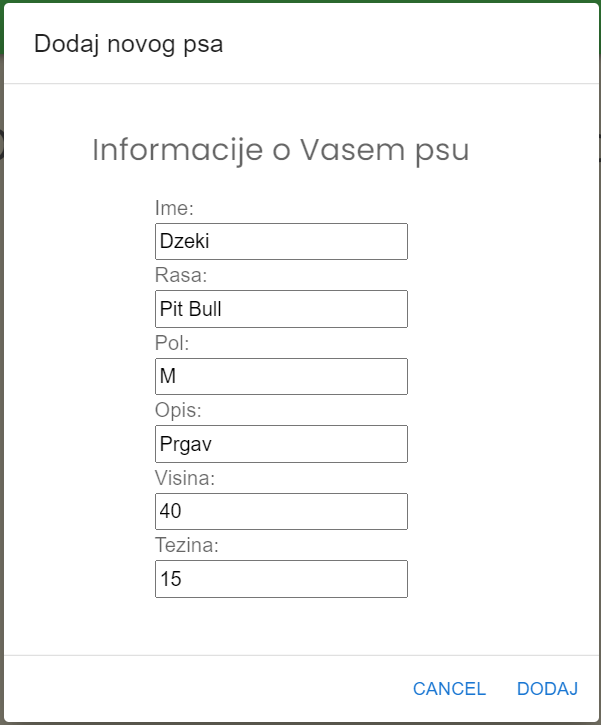 Dodaj novog psa
Informacije o Vasem psu
Ime:
Dzeki
Rasa:
Pit Bull
Pol:
M
Opis:
Prgav
Visina:
40
Tezina:
15
CANCEL DODAJ